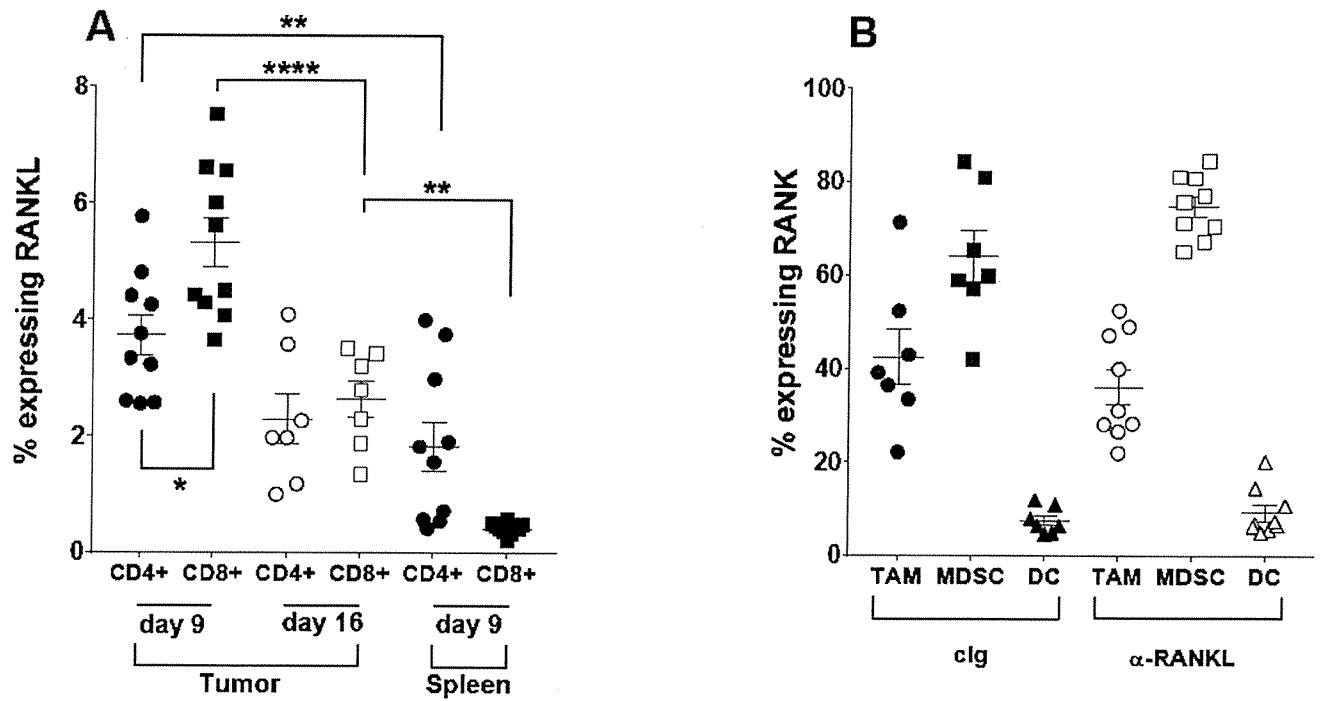 A
**
****
**
8
6
4
2
0
% expressing RANKL
*
CD4+ CD8+ CD4+ CD8+ CD4+ CD8+
day 9 day 16 day 9
Tumor Spleen
B
100
80
60
40
20
0
% expressing RANK
TAM MDSC DC TAM MDSC DC
cIg α-RANKL